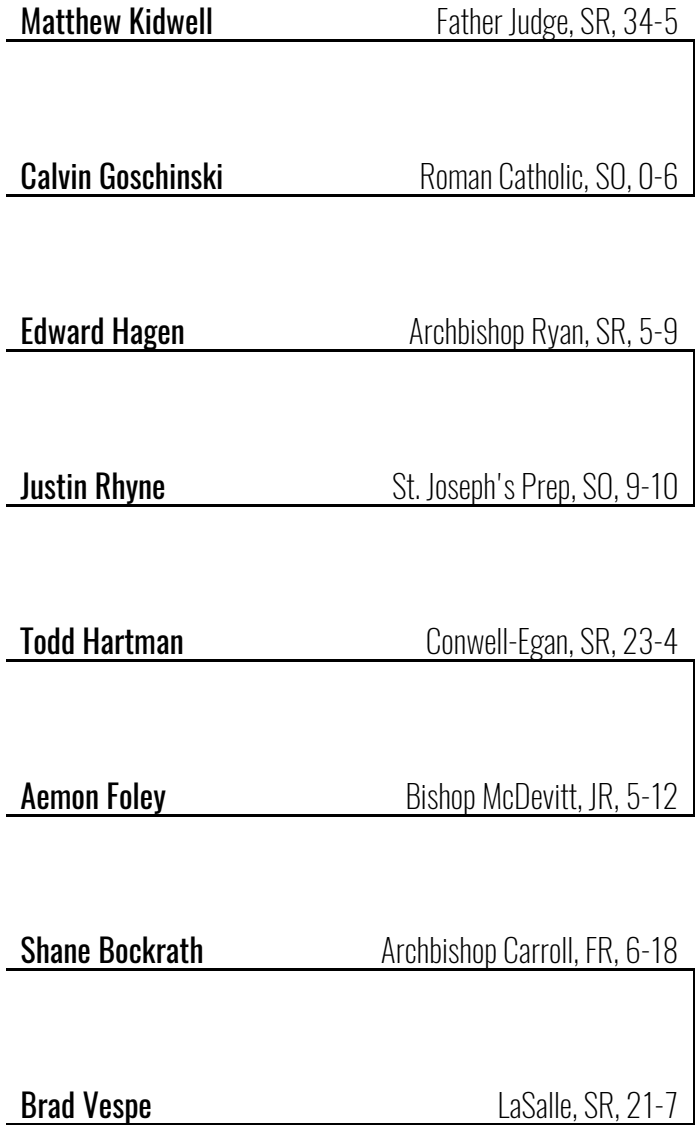 Matthew Kidwell Father Judge, SR, 34-5
Calvin Goschinski Roman Catholic, SO, 0-6
Edward Hagen Archbishop Ryan, SR, 5-9
Justin Rhyne St. Joseph's Prep, SO, 9-10
Todd Hartman Conwell-Egan, SR, 23-4
Aemon Foley Bishop McDevitt, JR, 5-12
Shane Bockrath Archbishop Carroll, FR, 6-18
Brad Vespe LaSalle, SR, 21-7